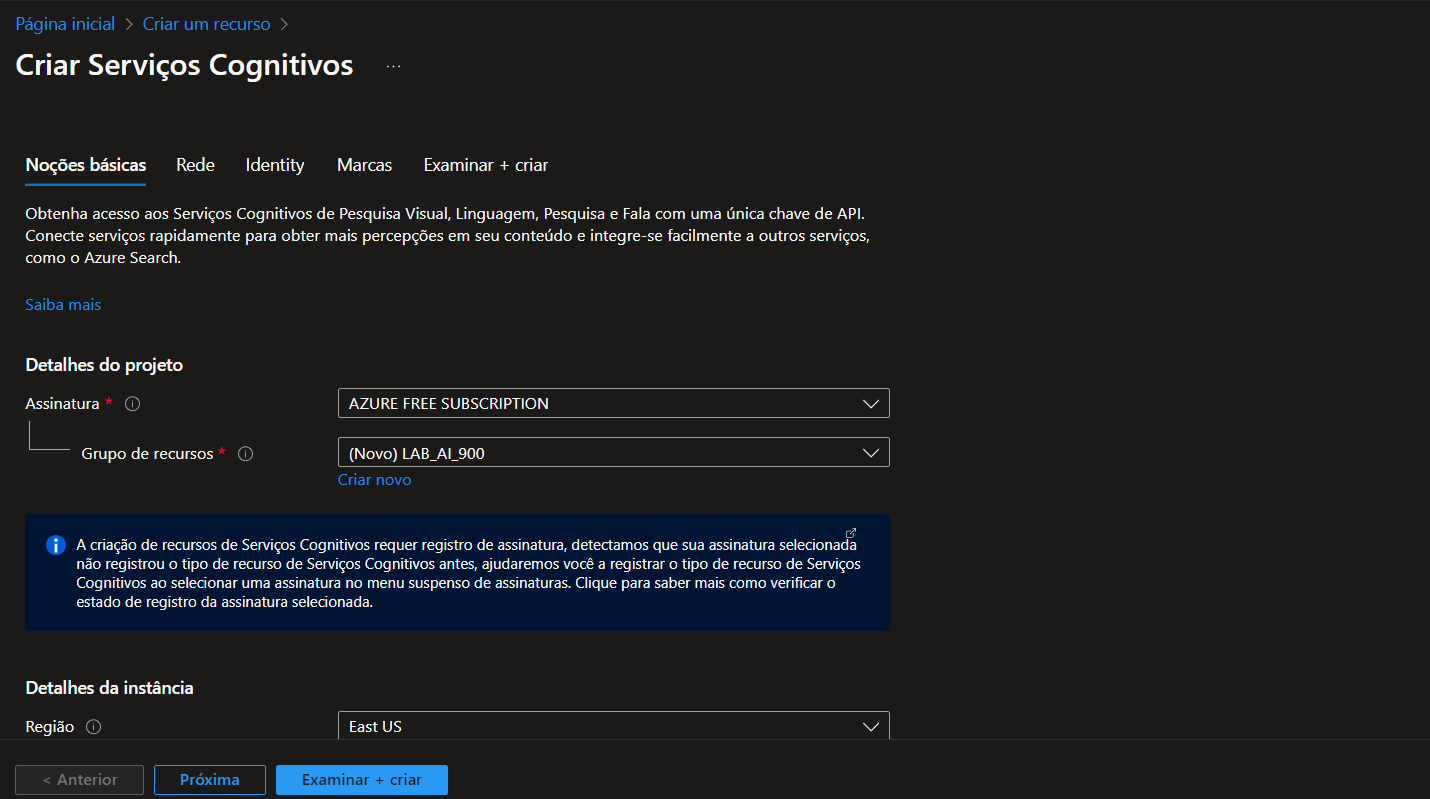 Página inicial > Criar um recurso >
Criar Serviços Cognitivos ...
Noções básicas Rede Identity Marcas Examinar + criar
Obtenha acesso aos Serviços Cognitivos de Pesquisa Visual, Linguagem, Pesquisa e Fala com uma única chave de API.
Conecte serviços rapidamente para obter mais percepções em seu conteúdo e integre-se facilmente a outros serviços,
como o Azure Search.
Saiba mais
Detalhes do projeto
Assinatura * AZURE FREE SUBSCRIPTION
Grupo de recursos * (Novo) LAB_AI_900
Criar novo
A criação de recursos de Serviços Cognitivos requer registro de assinatura, detectamos que sua assinatura selecionada
não registrou o tipo de recurso de Serviços Cognitivos antes, ajudaremos você a registrar o tipo de recurso de Serviços
Cognitivos ao selecionar uma assinatura no menu suspenso de assinaturas. Clique para saber mais como verificar o
estado de registro da assinatura selecionada.
Detalhes da instância
Região East US
< Anterior Próxima Examinar + criar